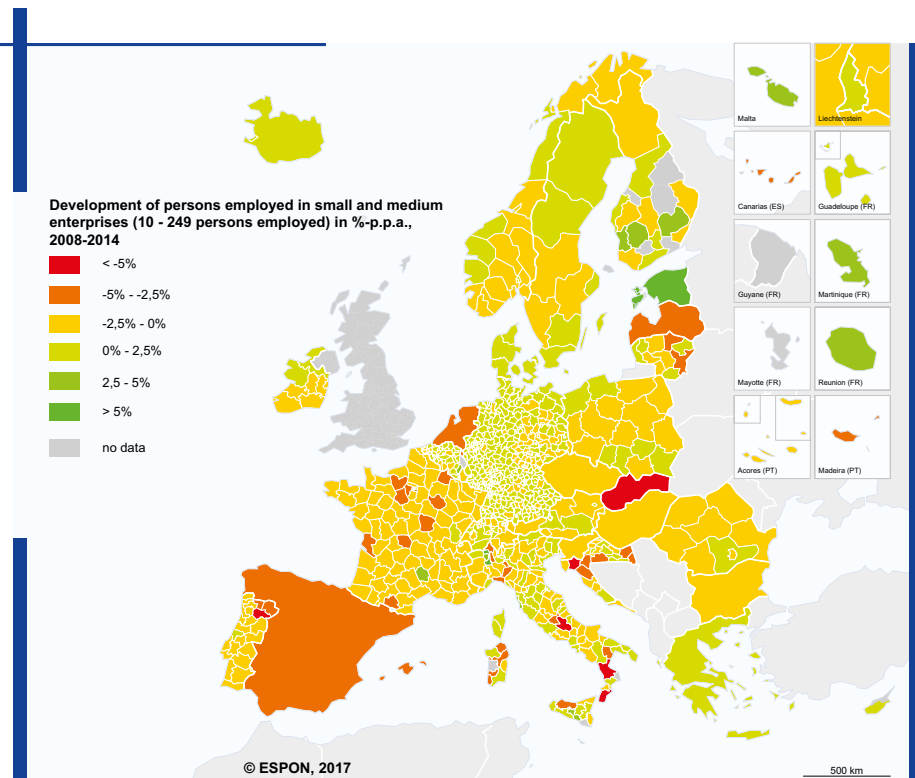 Development of persons employed in small and medium
enterprises (10 - 249 persons employed) in %-p.p.a.,
2008-2014
< -5%
-5% - -2,5%
-2,5% - 0%
0% - 2,5%
2,5 - 5%
> 5%
no data
Malta
Liechtenstein
Canarias (ES)
Guadeloupe (FR)
Guyane (FR)
Martinique (FR)
Mayotte (FR)
Reunion (FR)
Acores (PT)
Madeira (PT)
© ESPON, 2017
500 km